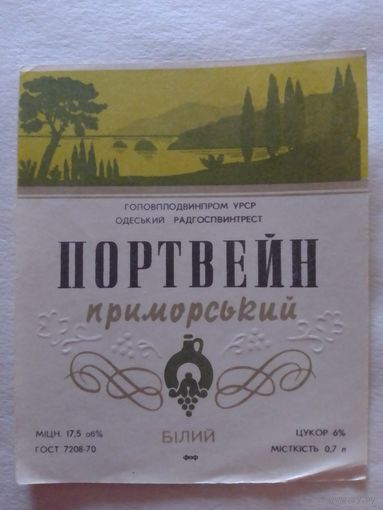 ГОЛОВПЛОДВИНПРОМ УРСР
ОДЕСЬКИЙ РАДГОСПВИНТРЕСТ
ПОРТВЕЙН
приморський
МІЦН. 17,5 об%
ГОСТ 7208-70
БІЛИЙ
ЦУКОР 6%
МІСТКІСТЬ 0,7 л